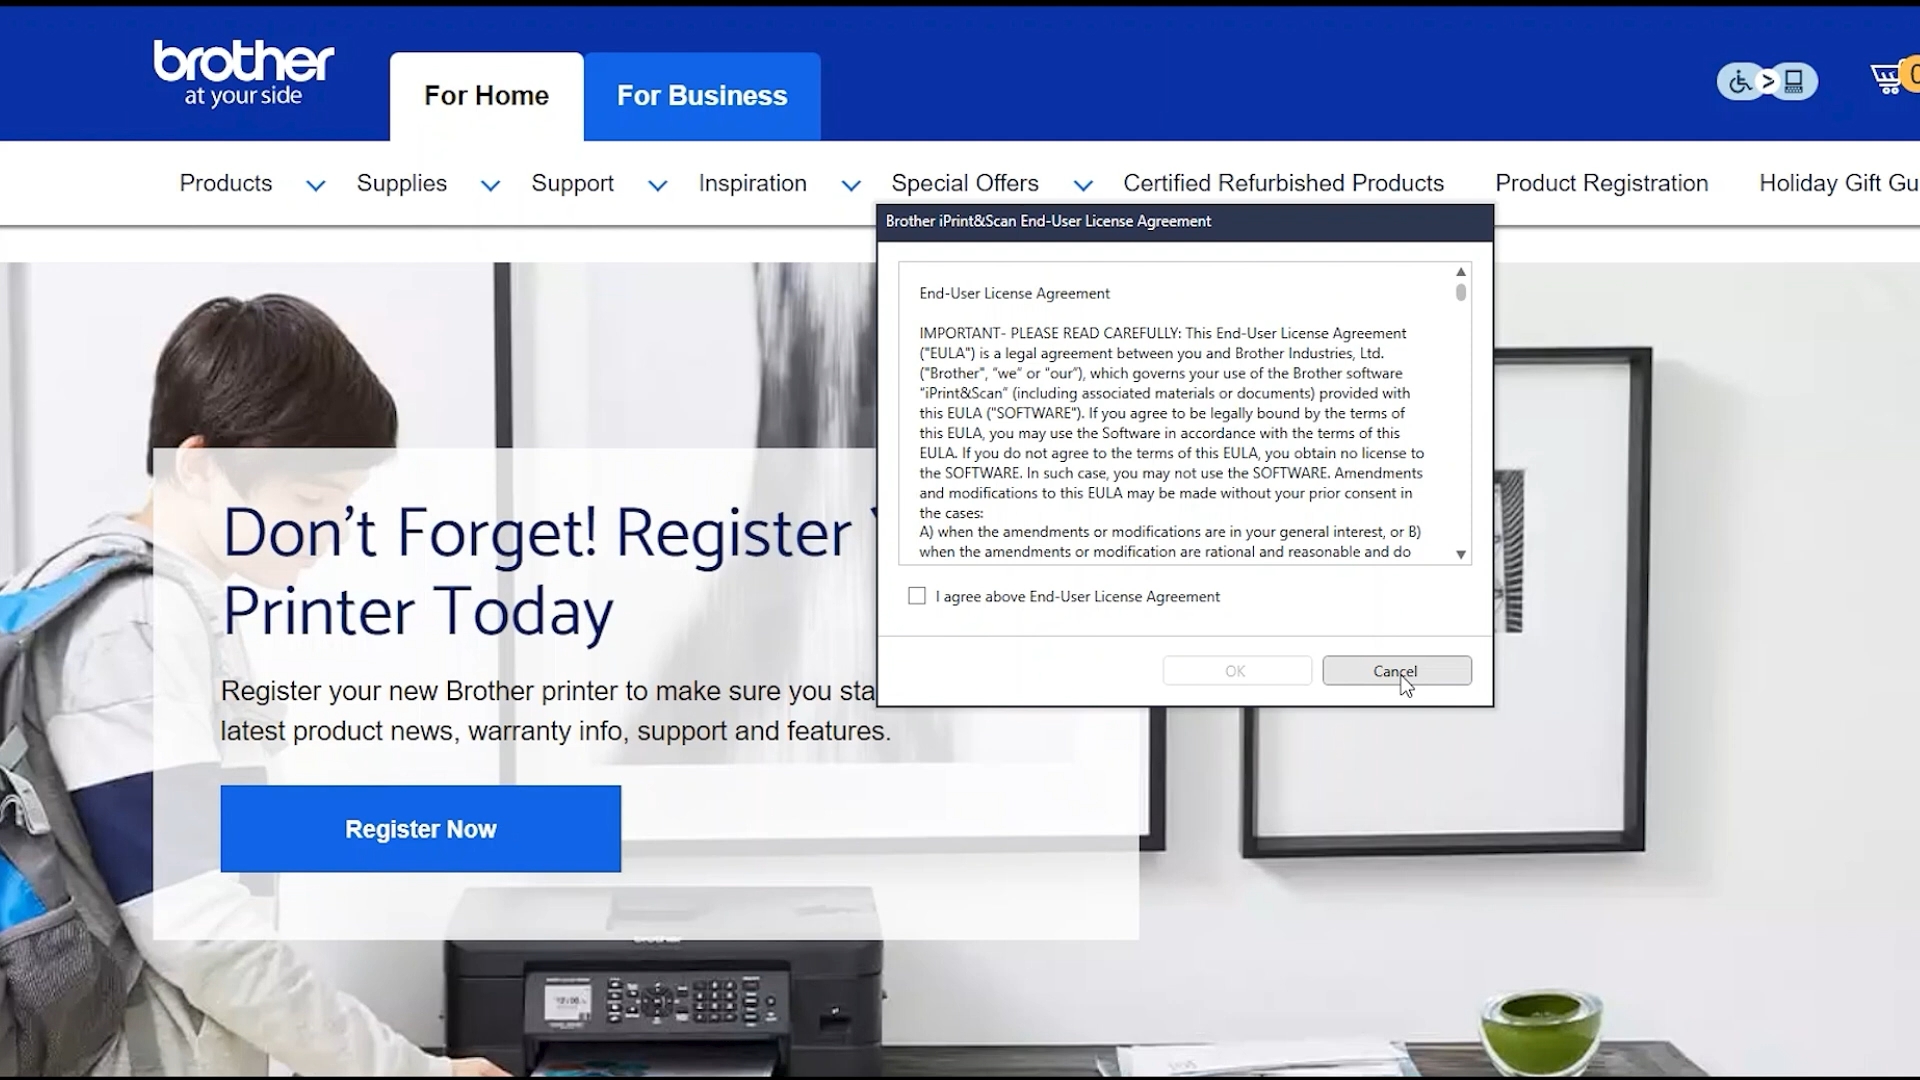 brother
at your side
For Home
For Business
Products
Supplies
Support
Inspiration
Special Offers
Certified Refurbished Products
Product Registration
Holiday Gift Gu
Brother iPrint&Scan End-User License Agreement
End-User License Agreement
IMPORTANT- PLEASE READ CAREFULLY: This End-User License Agreement
("EULA") is a legal agreement between you and Brother Industries, Ltd.
("Brother", "we" or "our"), which governs your use of the Brother software
"iPrint&Scan" (including associated materials or documents) provided with
this EULA ("SOFTWARE"). If you agree to be legally bound by the terms of
this EULA, you may use the Software in accordance with the terms of this
EULA. If you do not agree to the terms of this EULA, you obtain no license to
the SOFTWARE. In such case, you may not use the SOFTWARE. Amendments
and modifications to this EULA may be made without your prior consent in
the cases:
A) when the amendments or modifications are in your general interest, or B)
when the amendments or modification are rational and reasonable and do
I agree above End-User License Agreement
OK
Cancel
Don't Forget! Register
Printer Today
Register your new Brother printer to make sure you sta
latest product news, warranty info, support and features.
Register Now
brother